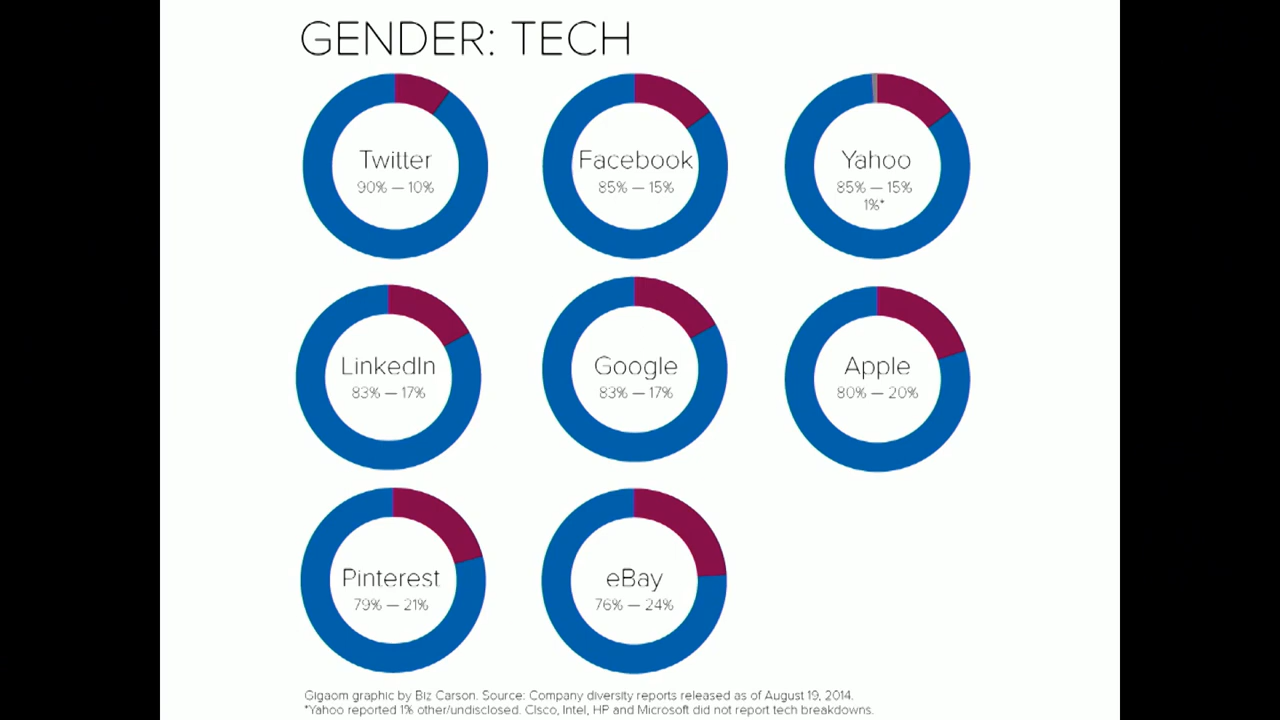 GENDER: TECH
Twitter
90% — 10%
Facebook
85% — 15%
Yahoo
85% — 15%
1%*
LinkedIn
83% — 17%
Google
83% — 17%
Apple
80% — 20%
Pinterest
79% — 21%
eBay
76% — 24%
Gigaom graphic by Biz Carson. Source: Company diversity reports released as of August 19, 2014.
*Yahoo reported 1% other/undisclosed. CIsco, Intel, HP and Microsoft did not report tech breakdowns.